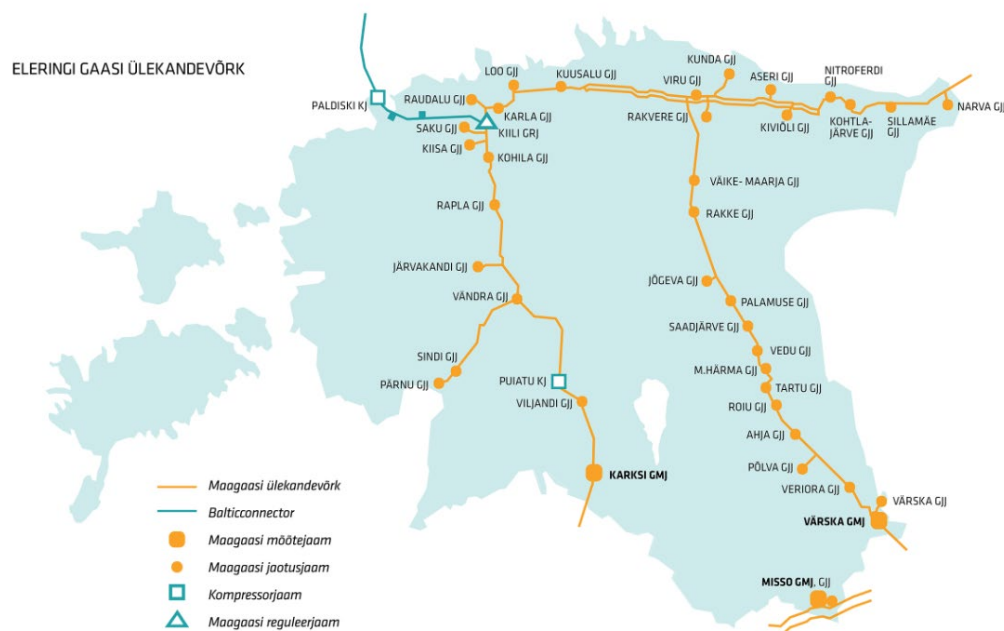 ELERINGI GAASI ÜLEKANDEVÕRK
PALDISKI KJ
RAUDALU GJJ
LOO GJJ
KUUSALU GJJ
VIRU GJJ
KUNDA GJJ
ASERI GJJ
NITROFERDI
GJJ
KARLA GJJ
KIILI GRJ
SAKU GJJ
KIISA GJJ
KOHILA GJJ
RAKVERE GJJ
KIVIÕLI GJJ
KOHTLA-
JÄRVE GJJ
SILLAMÄE
GJJ
NARVA GJJ
VÄIKE- MAARJA GJJ
RAPLA GJJ
RAKKE GJJ
JÄRVAKANDI GJJ
JÕGEVA GJJ
VÄNDRA GJJ
PALAMUSE GJJ
SAADJÄRVE GJJ
VEDU GJJ
SINDI GJJ
M.HÄRMA GJJ
PÄRNU GJJ
PUIATU KJ
TARTU GJJ
VILJANDI GJJ
ROIU GJJ
AHJA GJJ
PÕLVA GJJ
KARKSI GMJ
VERIORA GJJ
VÄRSKA GJJ
VÄRSKA GMJ
MISSO GMJ, GJJ
Maagaasi ülekandevõrk
Balticconnector
Maagaasi mõõtejaam
Maagaasi jaotusjaam
Kompressorjaam
Maagaasi reguleerjaam